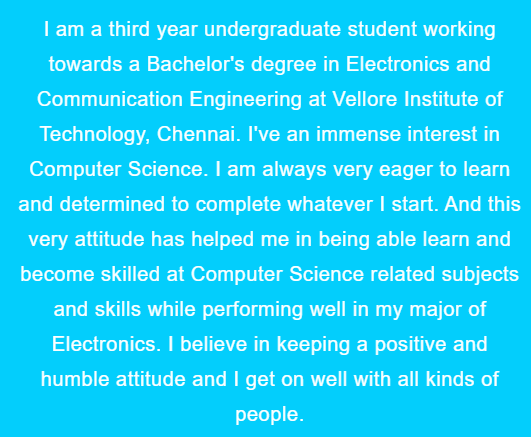 I am a third year undergraduate student working
towards a Bachelor's degree in Electronics and
Communication Engineering at Vellore Institute of
Technology, Chennai. I've an immense interest in
Computer Science. I am always very eager to learn
and determined to complete whatever I start. And this
very attitude has helped me in being able learn and
become skilled at Computer Science related subjects
and skills while performing well in my major of
Electronics. I believe in keeping a positive and
humble attitude and I get on well with all kinds of
people.